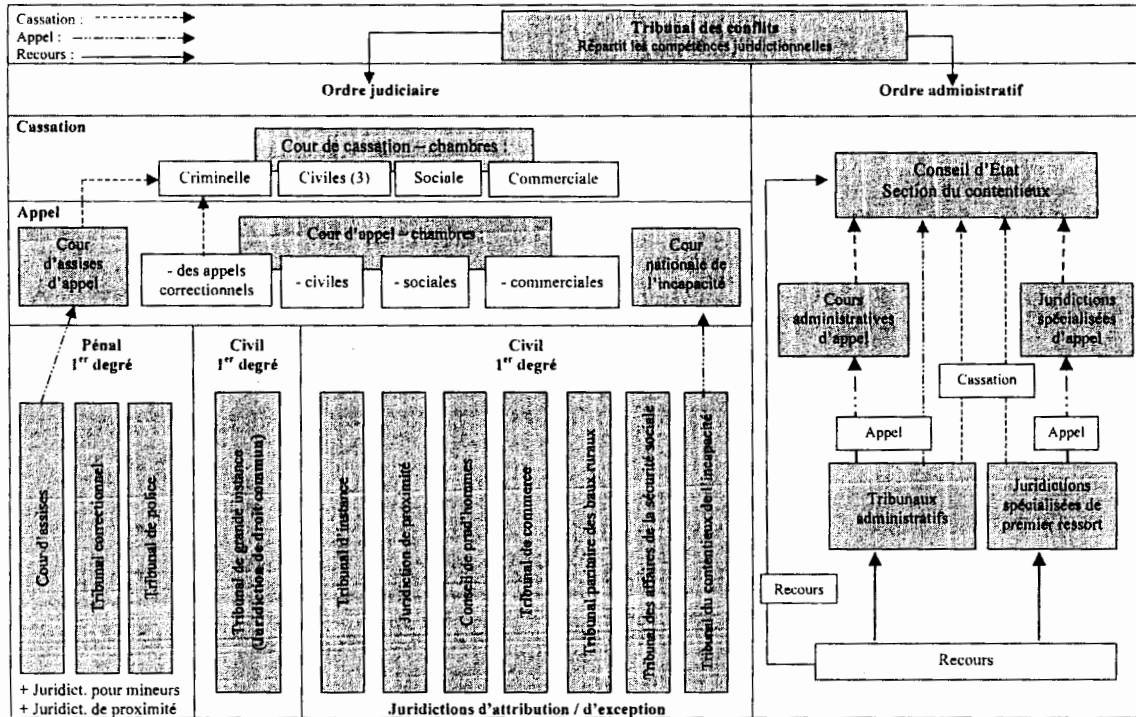 Cassation :
Appel :
Recours :
Tribunal des conflits
Répartit les compétences juridictionnelles
Ordre judiciaire
Ordre administratif
Cassation
Cour de cassation – chambres :
Criminelle
Civiles (3)
Sociale
Commerciale
Conseil d'État
Section du contentieux
Appel
Cour
d'assises
d'appel
Cour d'appel – chambres
- des appels
correctionnels
- civiles
- sociales
- commerciales
Cour
nationale de
l'incapacité
Cours
administratives
d'appel
Juridictions
spécialisées
d'appel
Cassation
Appel
Appel
Pénal
1er degré
Civil
1er degré
Civil
1er degré
Cour d'assises
Tribunal correctionnel
Tribunal de police
Tribunal de grande instance
(Juridiction de droit commun)
Tribunal d'instance
Juridiction de proximité
Conseil de prud'hommes
Tribunal de commerce
Tribunal paritaire des baux ruraux
Tribunal des affaires de la sécurité sociale
Tribunal du contentieux de l'incapacité
Tribunaux
administratifs
Juridictions
spécialisées de
premier ressort
Recours
Recours
+ Juridict. pour mineurs
+ Juridict. de proximité
Juridictions d'attribution / d'exception